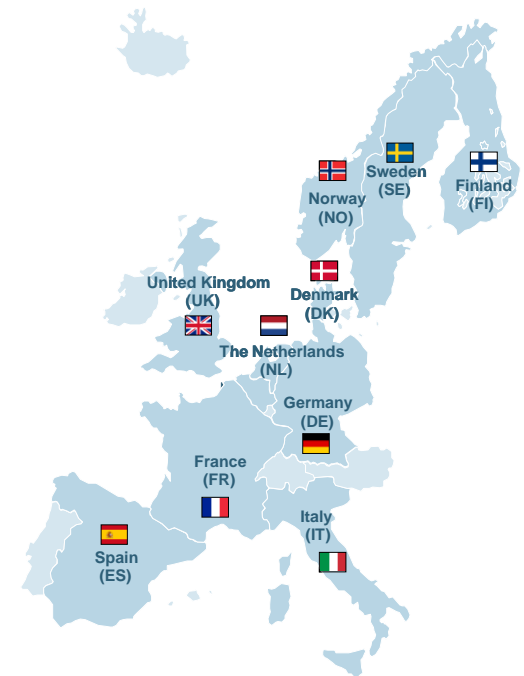 Sweden
(SE)
Finland
(FI)
Norway
(NO)
United Kingdom
(UK)
Denmark
(DK)
The Netherlands
(NL)
Germany
(DE)
France
(FR)
Italy
(IT)
Spain
(ES)